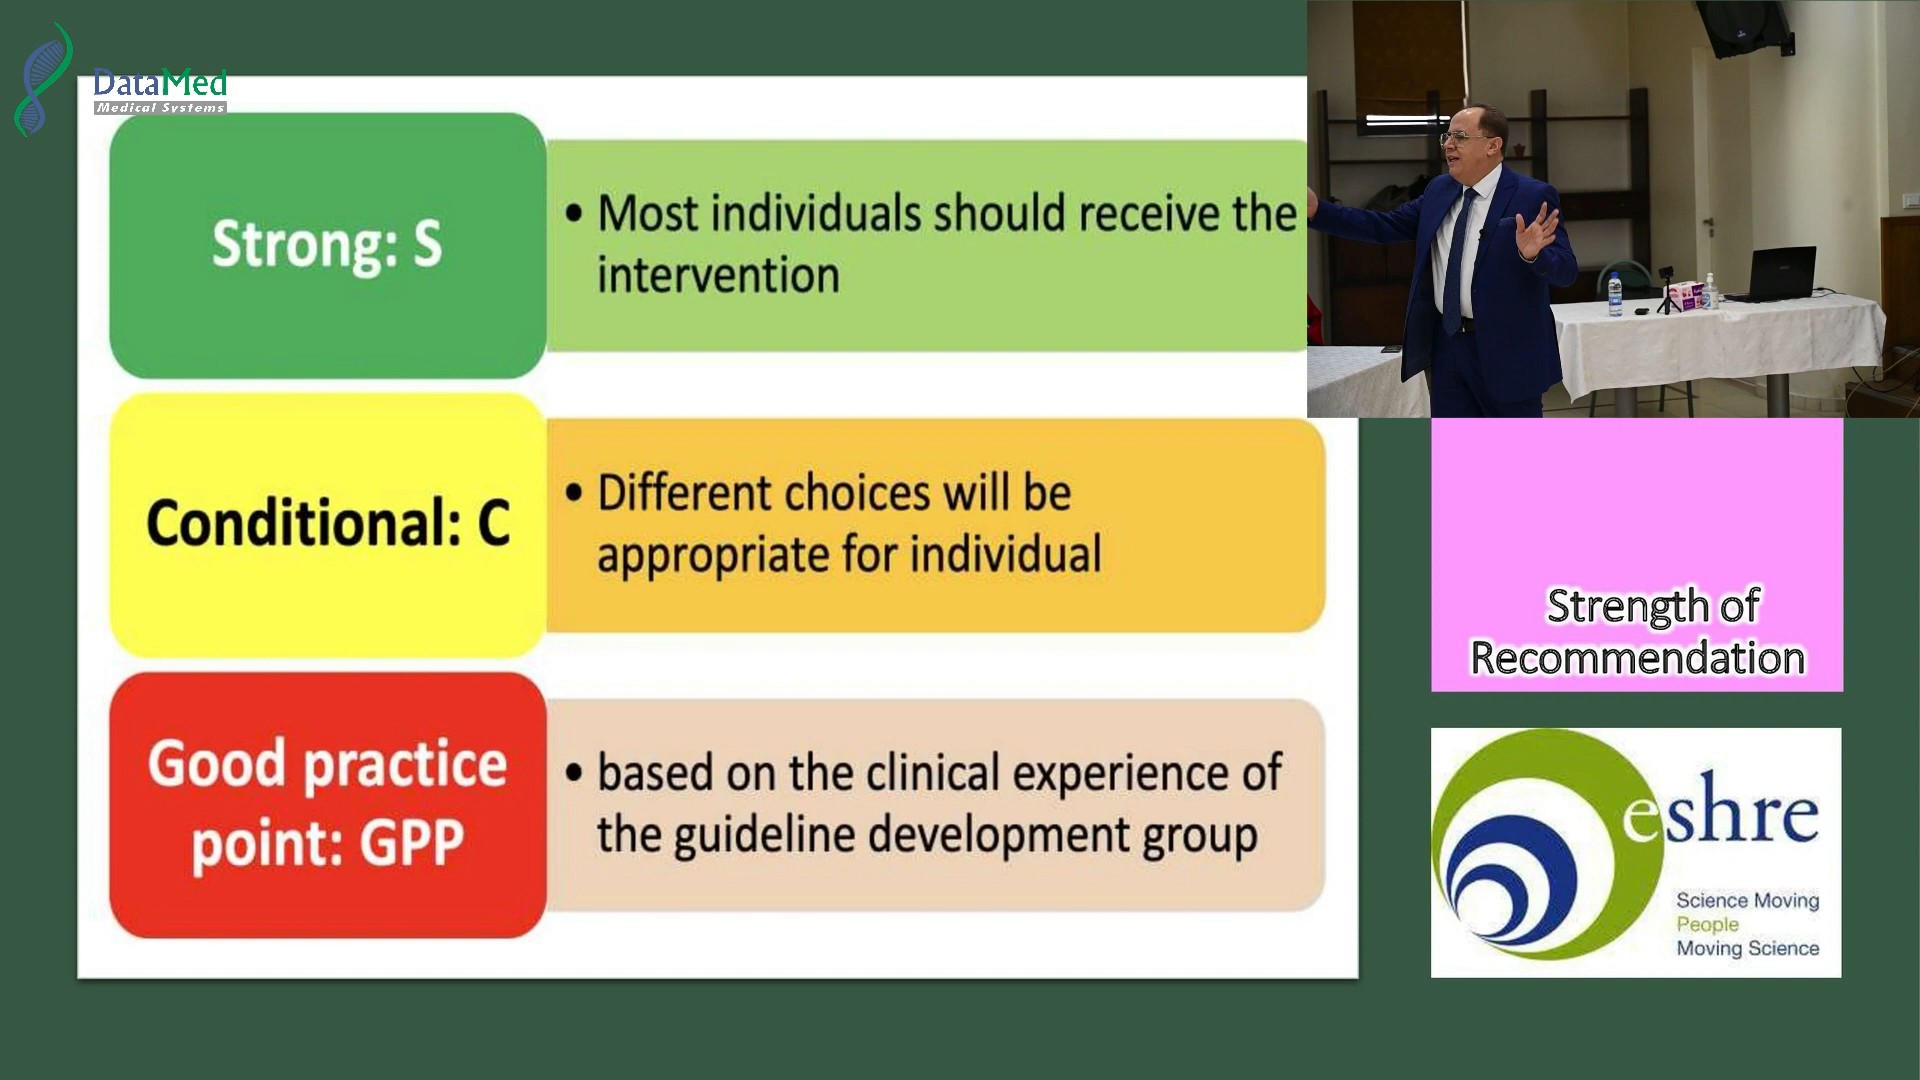 DataMed
Medical Systems
Strong: S
• Most individuals should receive the
intervention
Conditional: C
• Different choices will be
appropriate for individual
Good practice
point: GPP
• based on the clinical experience of
the guideline development group
Strength of
Recommendation
eshre
Science Moving
People
Moving Science